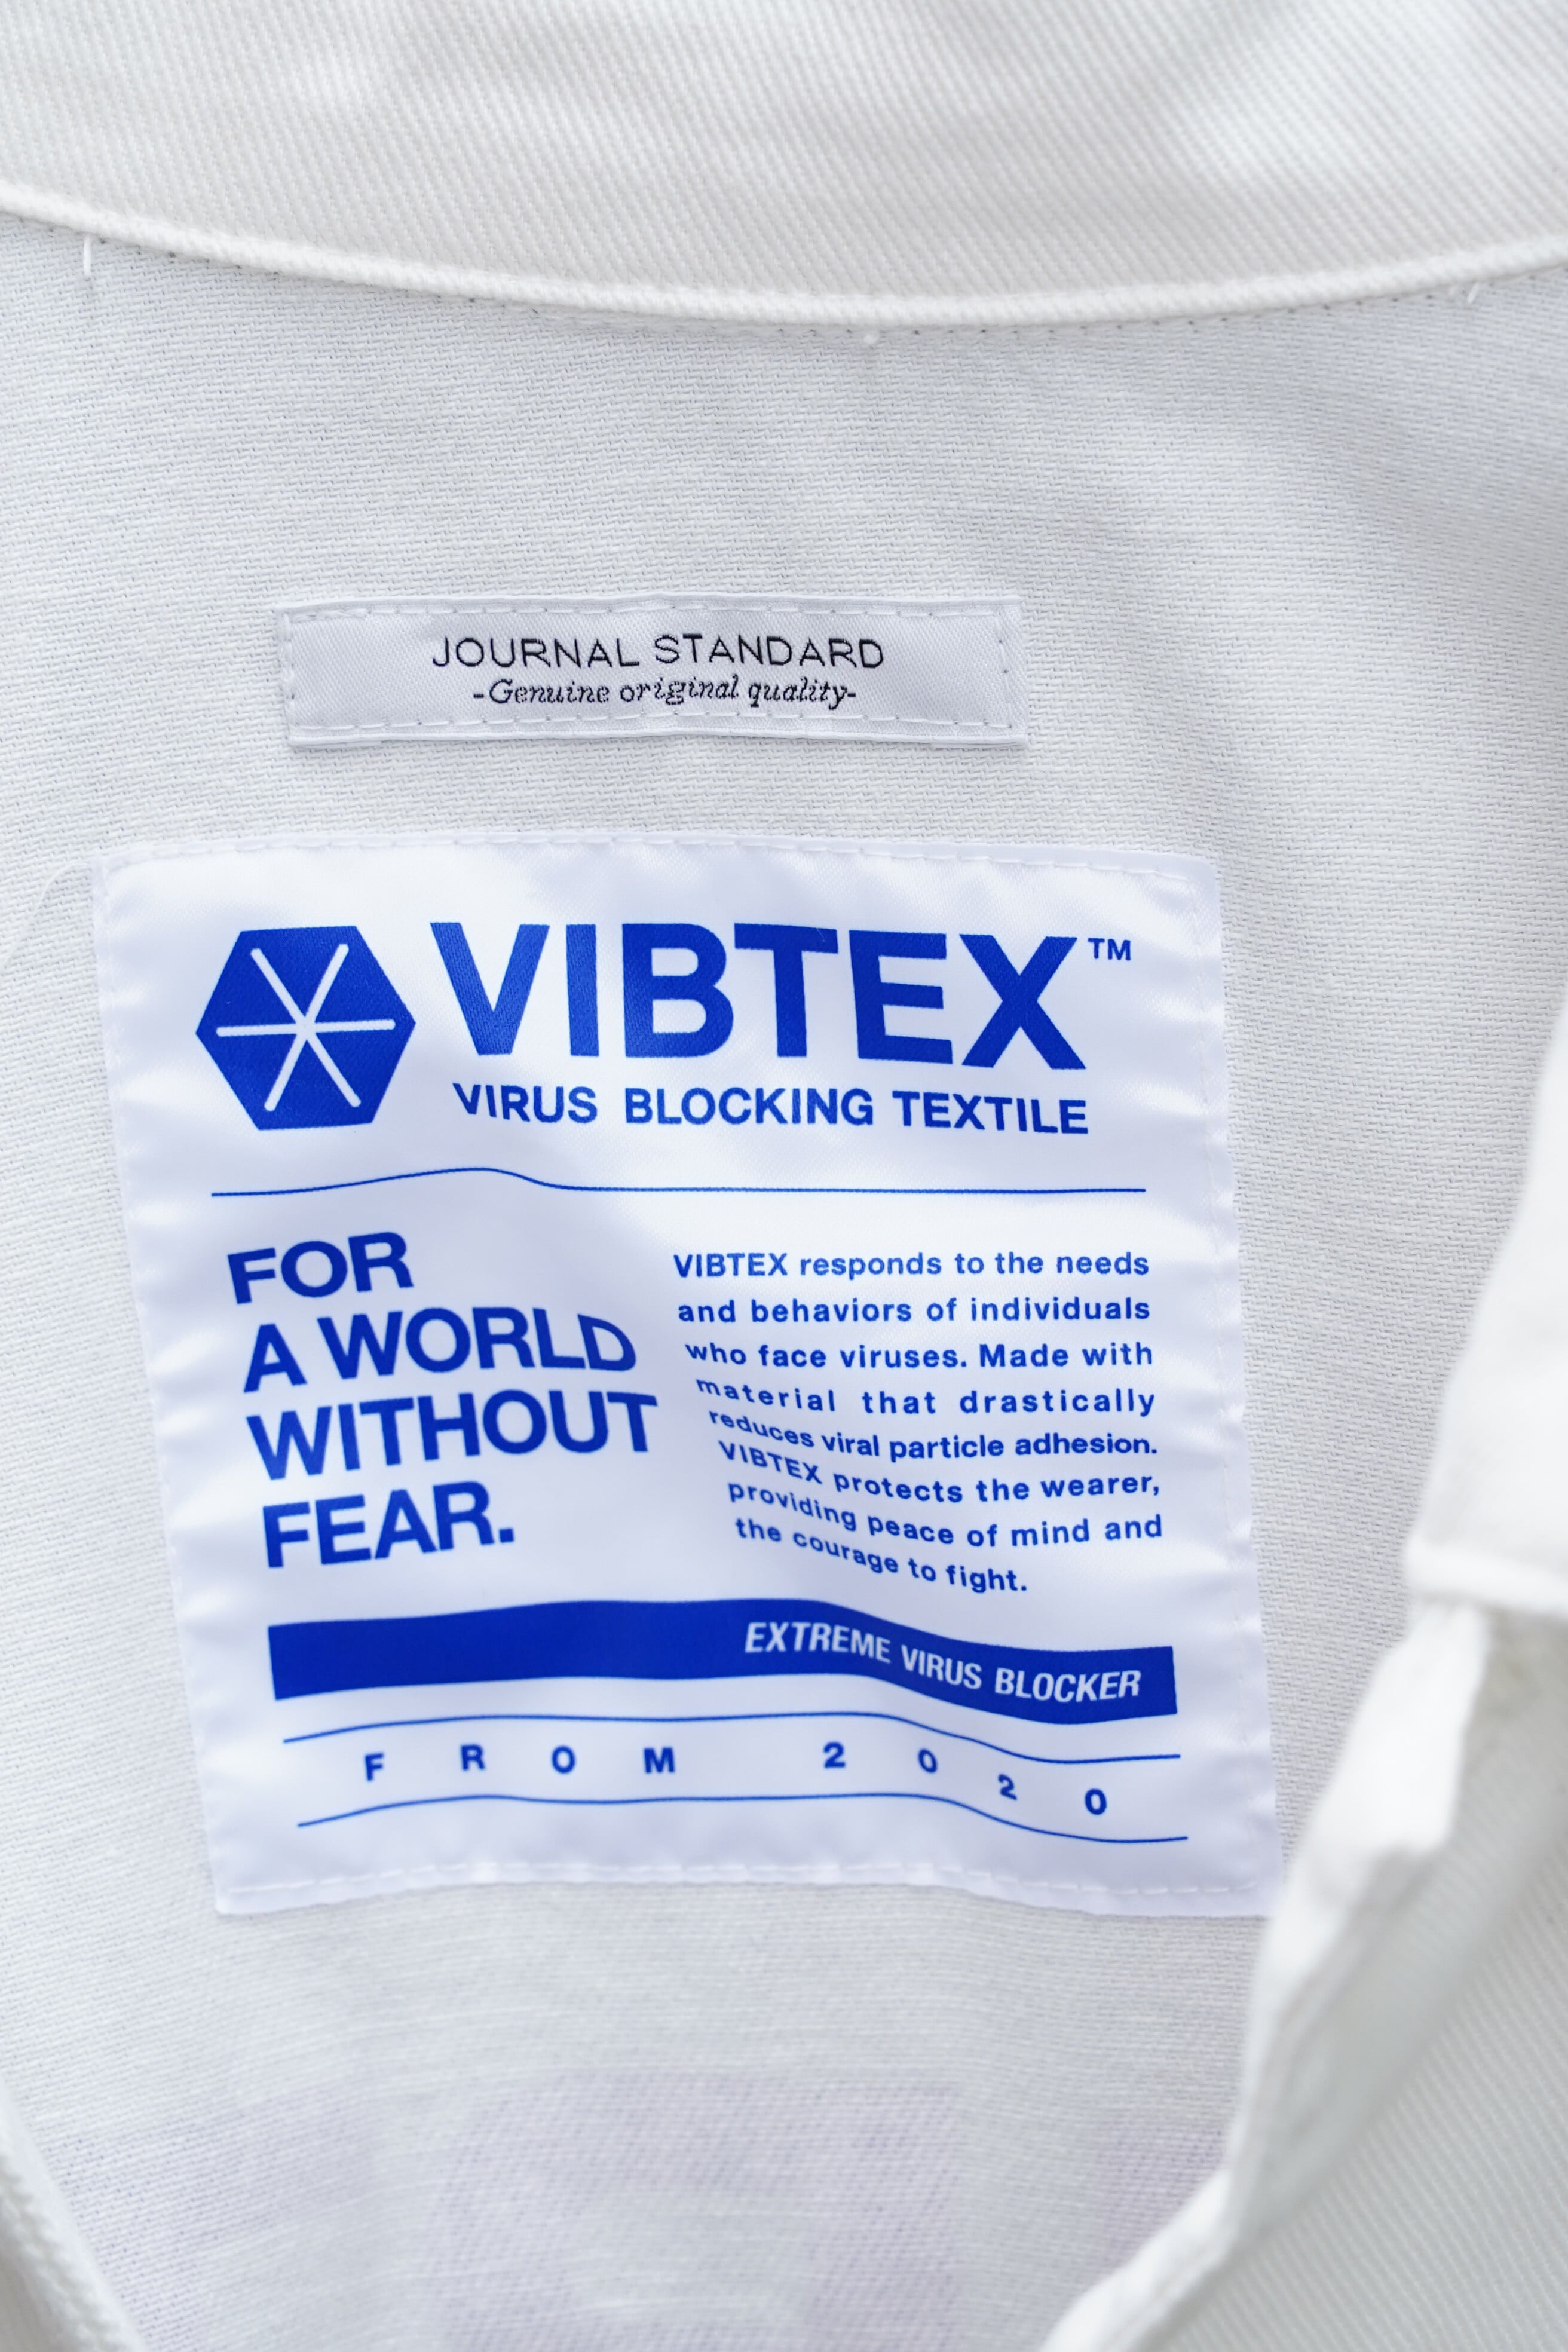 JOURNAL STANDARD
-Genuine original quality-
VIBTEX™
VIRUS BLOCKING TEXTILE
FOR
A WORLD
WITHOUT
FEAR.
VIBTEX responds to the needs
and behaviors of individuals
who face viruses. Made with
material that drastically
reduces viral particle adhesion.
VIBTEX protects the wearer,
providing peace of mind and
the courage to fight.
EXTREME VIRUS BLOCKER
FROM 2020